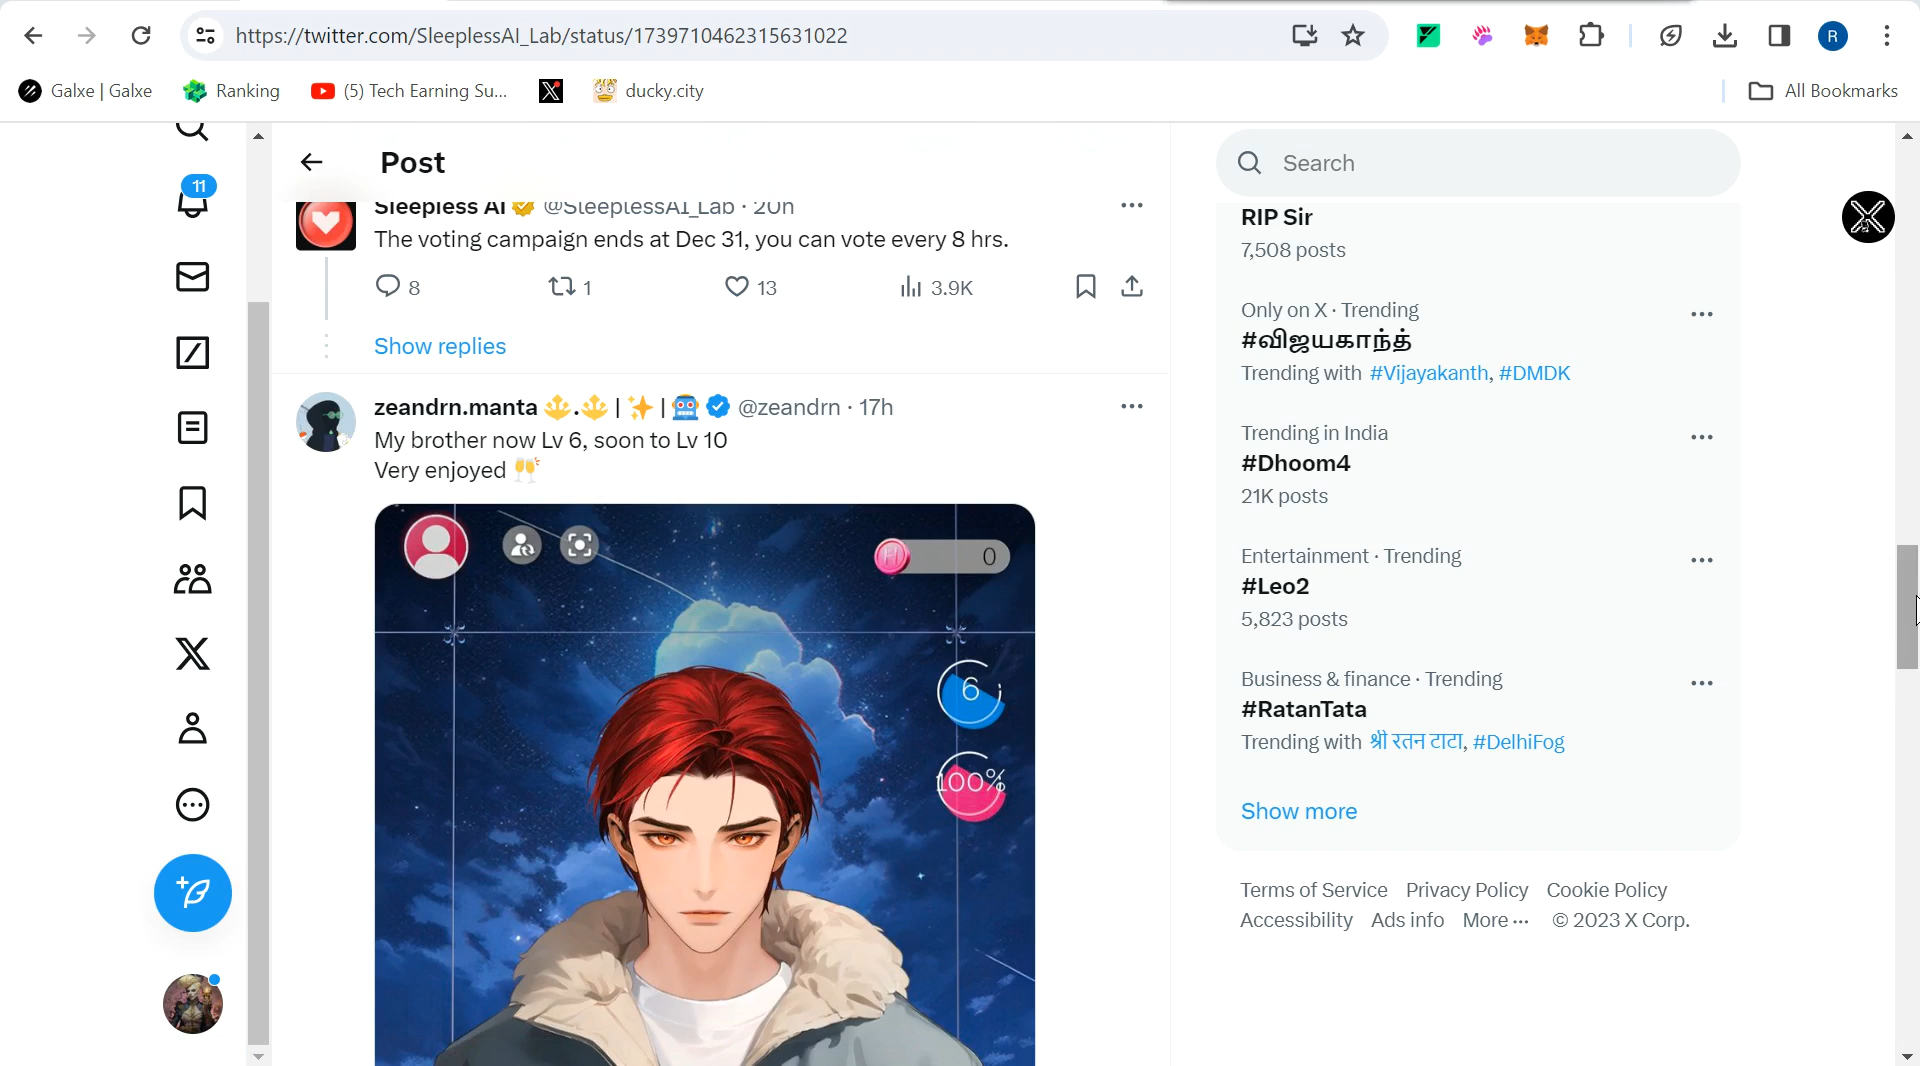 https://twitter.com/SleeplessAI_Lab/status/1739710462315631022
R
Galxe | Galxe
Ranking
(5) Tech Earning Su...
ducky.city
All Bookmarks
11
Post
Sleepless AI @SleeplessAI_Lab · 20h
The voting campaign ends at Dec 31, you can vote every 8 hrs.
8
1
13
3.9K
Show replies
zeandrn.manta . | | @zeandrn · 17h
My brother now Lv 6, soon to Lv 10
Very enjoyed
H
0
6
100%
Search
RIP Sir
7,508 posts
Only on X · Trending
#விஜயகாந்த்
Trending with #Vijayakanth, #DMDK
Trending in India
#Dhoom4
21K posts
Entertainment · Trending
#Leo2
5,823 posts
Business & finance · Trending
#RatanTata
Trending with श्री रतन टाटा, #DelhiFog
Show more
Terms of Service Privacy Policy Cookie Policy
Accessibility Ads info More ··· © 2023 X Corp.